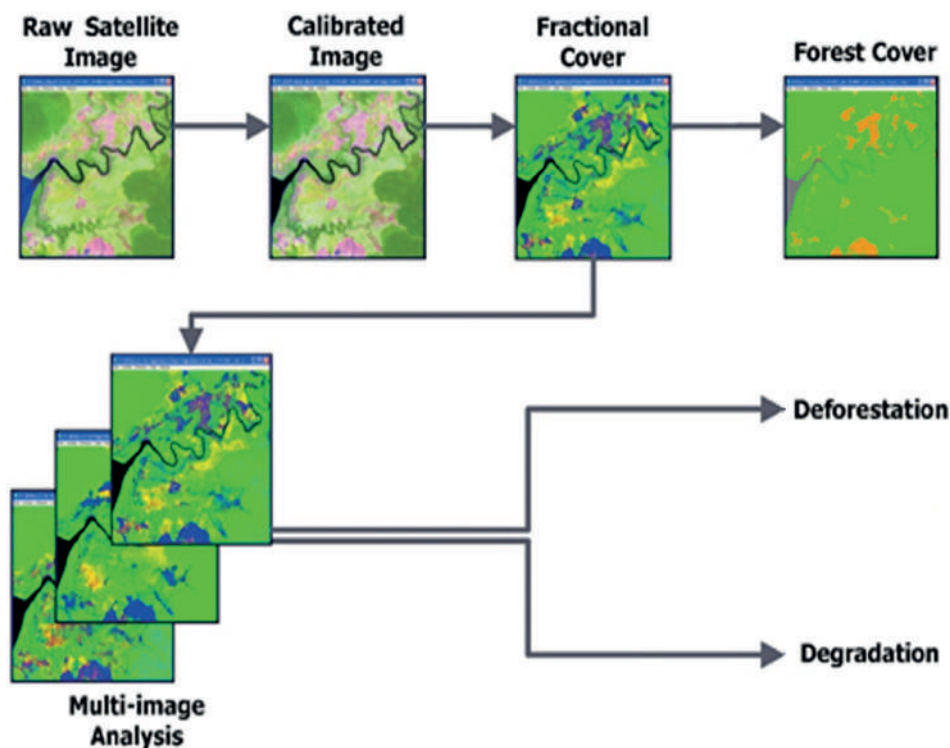 Raw Satellite
Image
Calibrated
Image
Fractional
Cover
Forest Cover
Deforestation
Degradation
Multi-image
Analysis